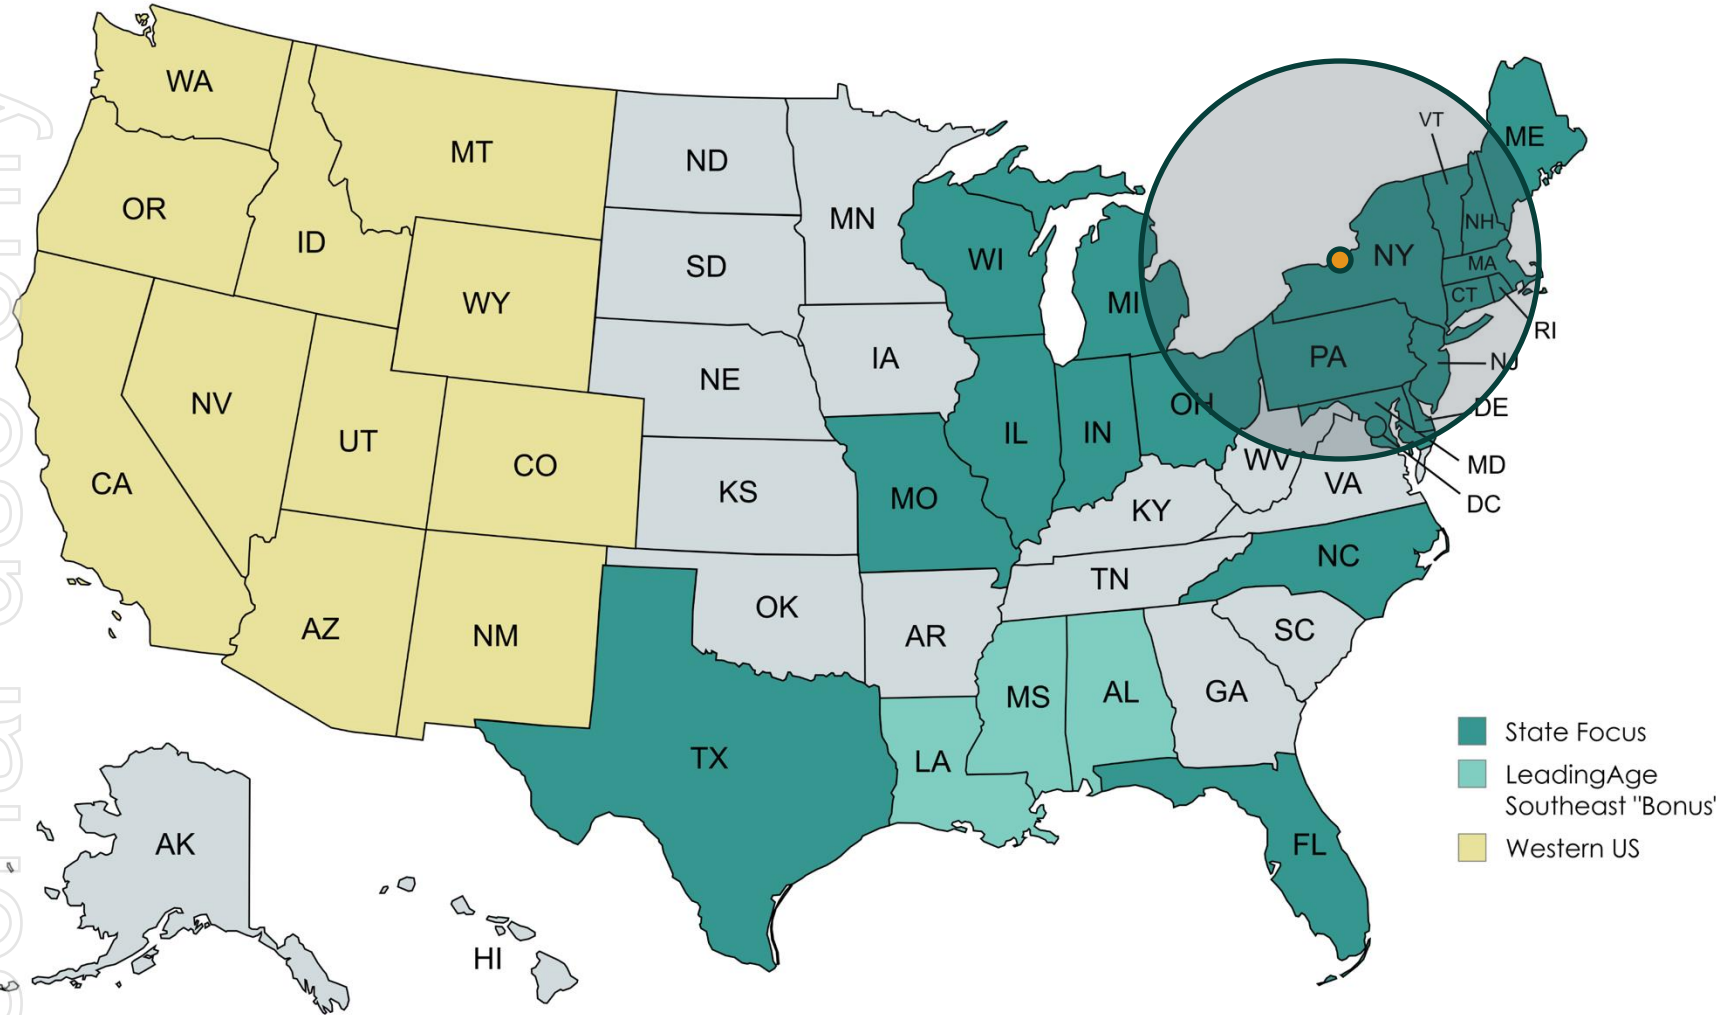 WA
MT
ND
MN
VT
ME
OR
ID
SD
WI
NH
NY
MA
CT
RI
WY
MI
NE
IA
PA
NJ
NV
UT
CO
IL
IN
OH
DE
CA
KS
MO
KY
WV
VA
MD
DC
AZ
NM
OK
AR
TN
NC
SC
TX
LA
MS
AL
GA
FL
AK
HI
State Focus
LeadingAge
Southeast "Bonus'
Western US